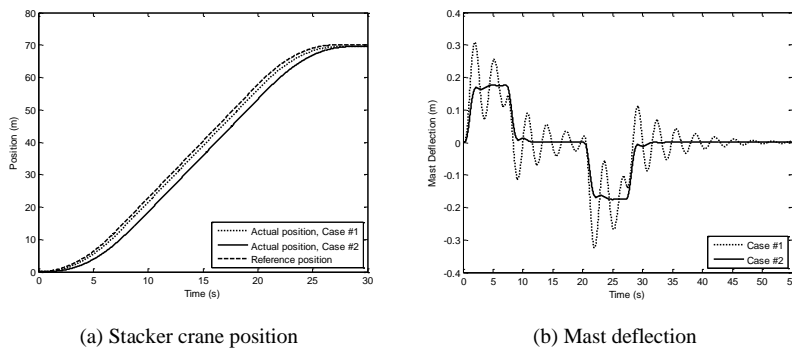 80
70
60
50
40
30
20
10
0
Position (m)
0 5 10 15 20 25 30
Time (s)
Actual position, Case #1
Actual position, Case #2
Reference position
(a) Stacker crane position
0.4
0.3
0.2
0.1
0
-0.1
-0.2
-0.3
-0.4
Mast Deflection (m)
0 5 10 15 20 25 30 35 40 45 50 55
Time (s)
Case #1
Case #2
(b) Mast deflection